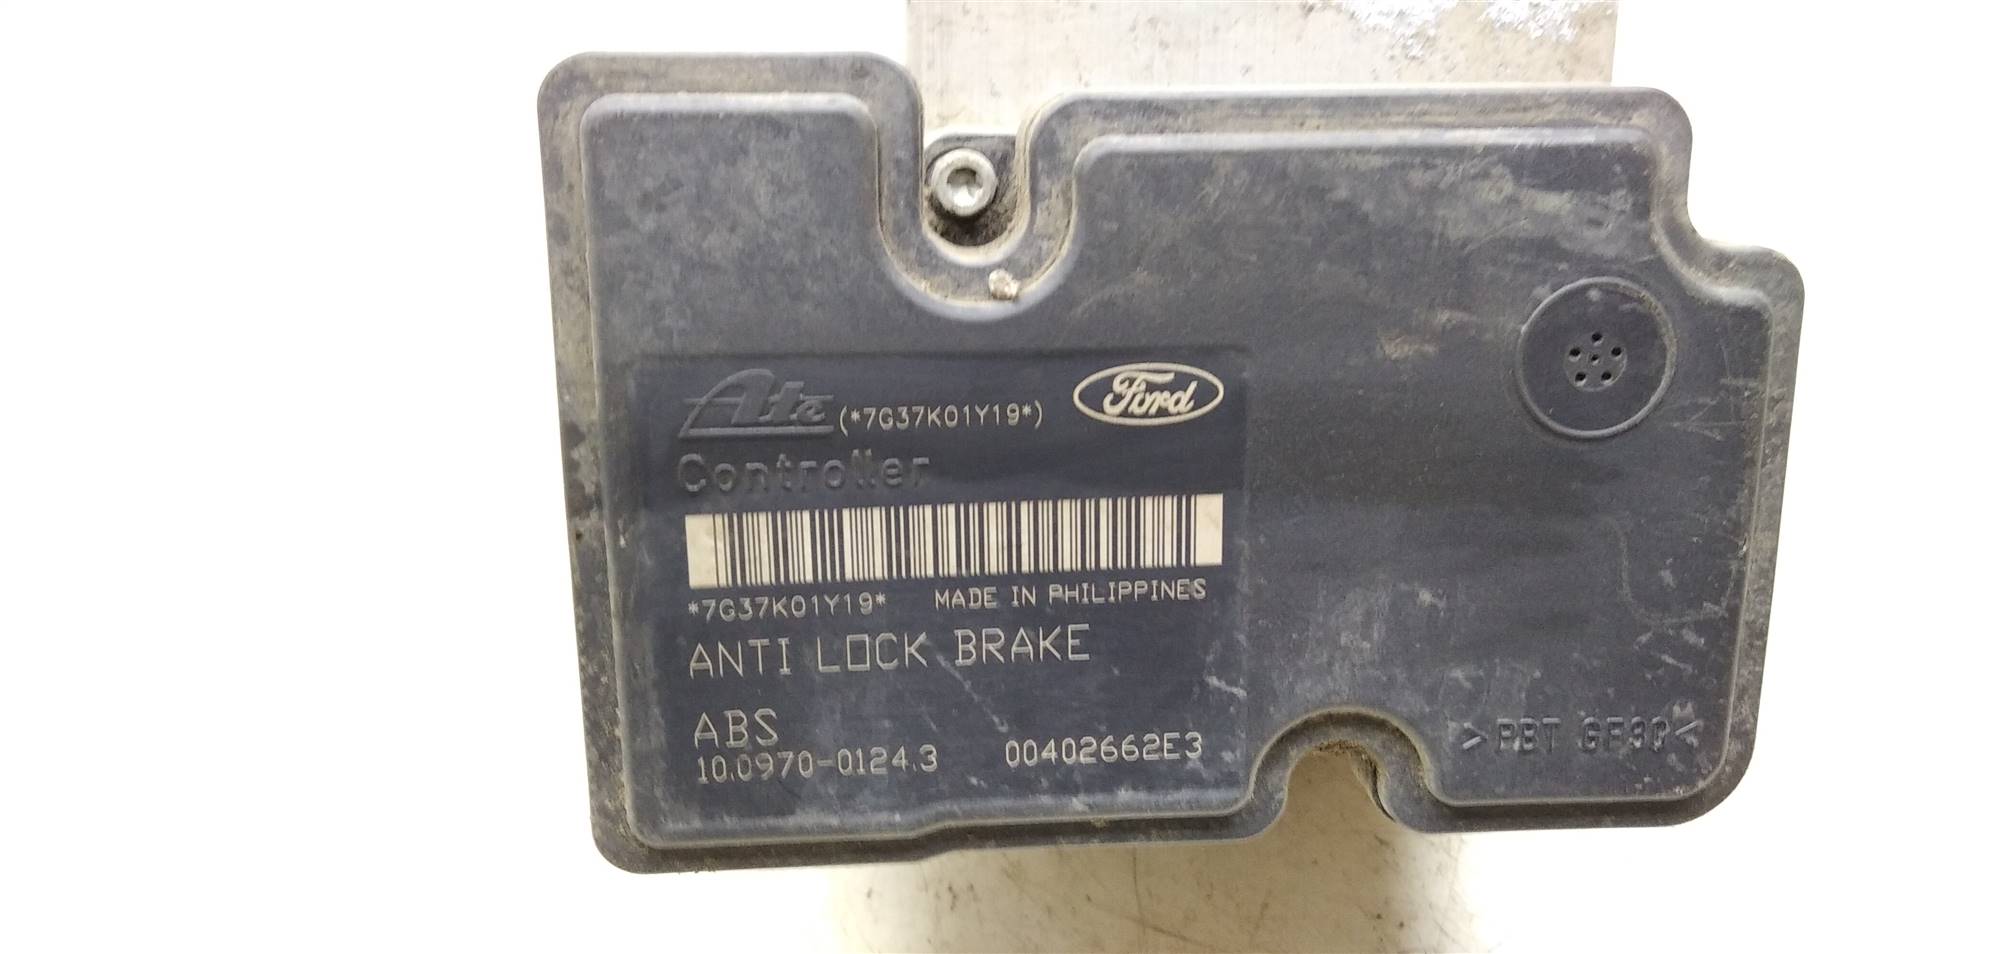 Ate (*7G37K01Y19*) Ford
Controller
*7G37K01Y19* MADE IN PHILIPPINES
ANTI LOCK BRAKE
ABS
10.0970-0124.3 00402662E3
>PBT GF30<